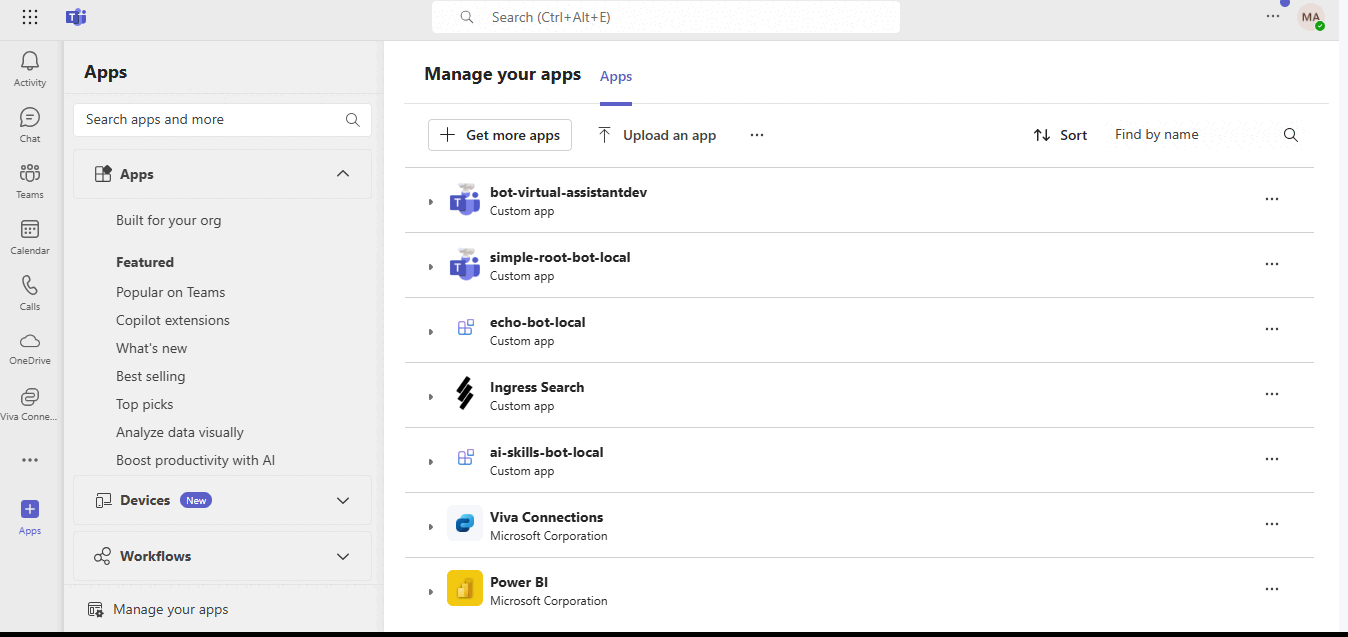 Search (Ctrl+Alt+E)
MA
Activity
Chat
Teams
Calendar
Calls
OneDrive
Viva Conne...
Apps
Apps
Search apps and more
Apps
Built for your org
Featured
Popular on Teams
Copilot extensions
What's new
Best selling
Top picks
Analyze data visually
Boost productivity with AI
Devices New
Workflows
Manage your apps
Manage your apps Apps
Get more apps Upload an app Sort Find by name
bot-virtual-assistantdev
Custom app
simple-root-bot-local
Custom app
echo-bot-local
Custom app
Ingress Search
Custom app
ai-skills-bot-local
Custom app
Viva Connections
Microsoft Corporation
Power BI
Microsoft Corporation